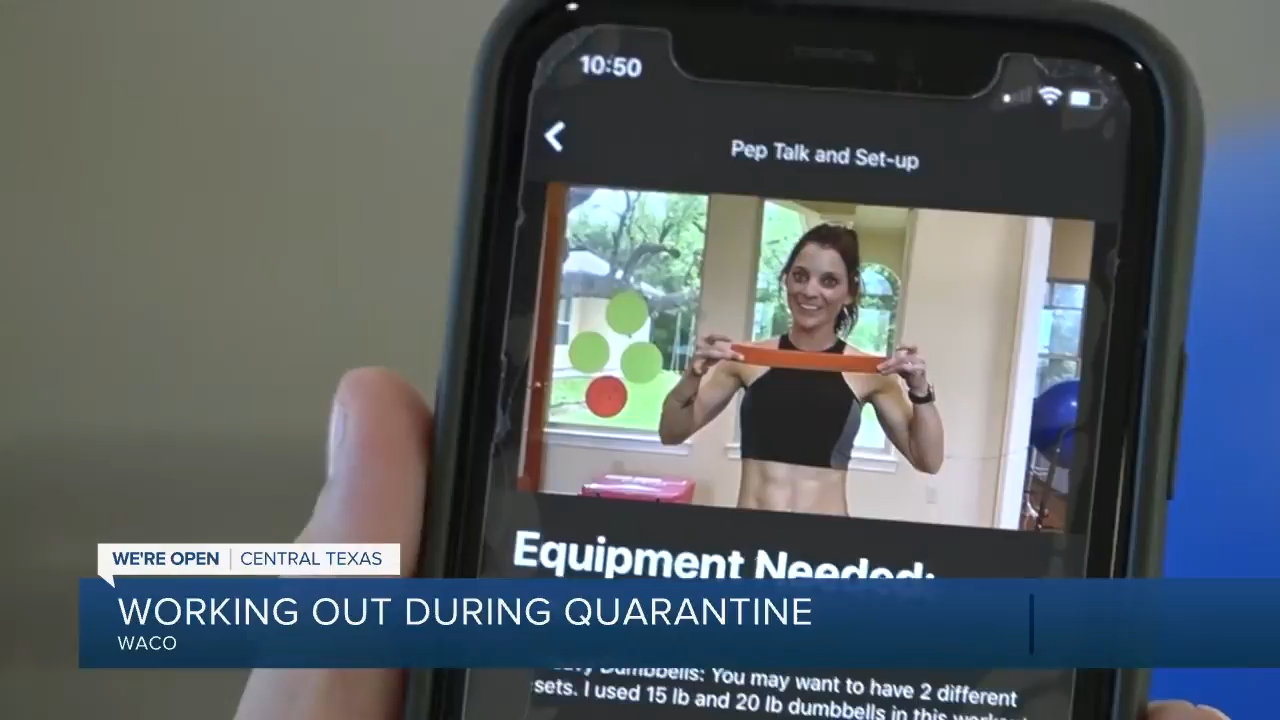 10:50
Pep Talk and Set-up
Equipment Needed:
WE'RE OPEN | CENTRAL TEXAS
WORKING OUT DURING QUARANTINE
WACO
Dumbbells: You may want to have 2 different
sets. I used 15 lb and 20 lb dumbbells in this